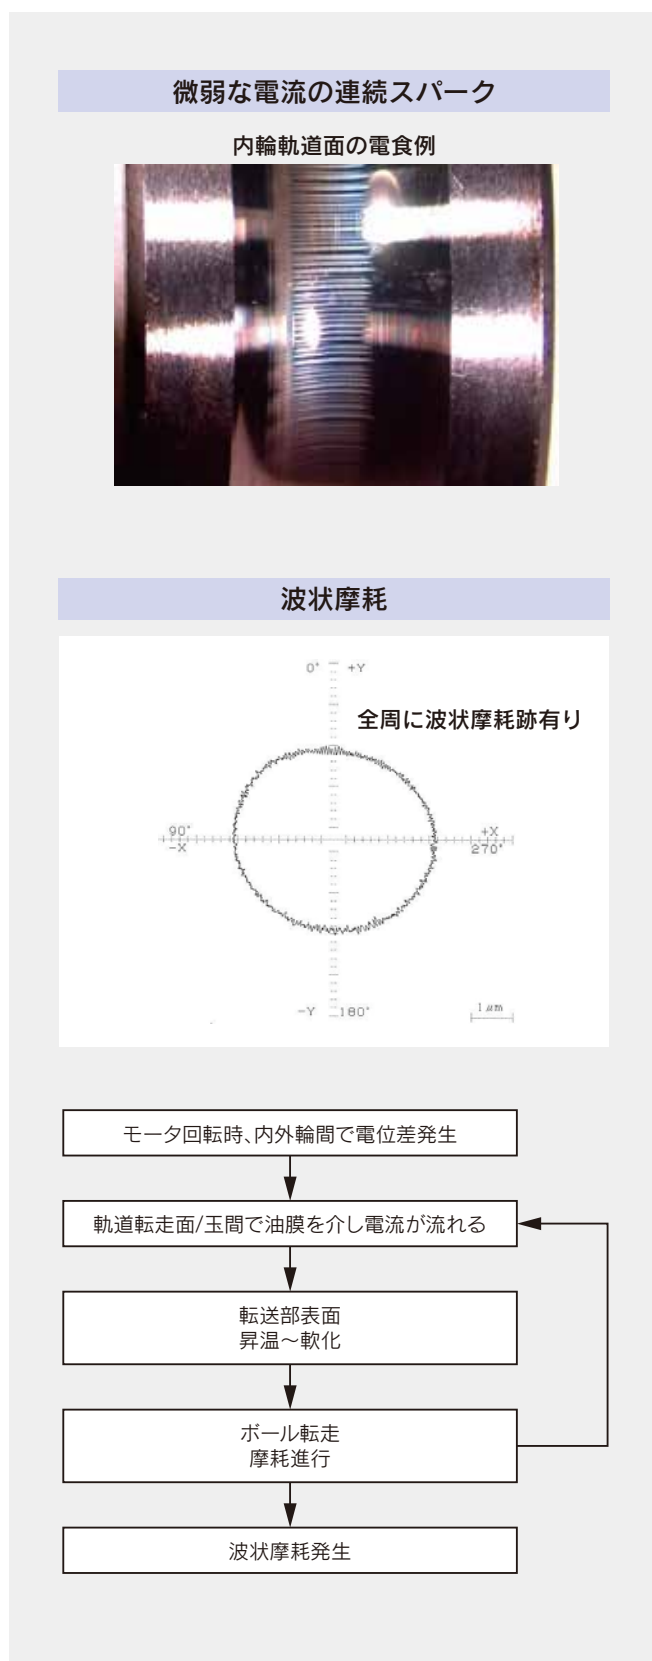 微弱な電流の連続スパーク
内輪軌道面の電食例
波状摩耗
0° +Y
全周に波状摩耗跡有り
90° +X
-X 270°
-Y 180° 1μm
モータ回転時、内外輪間で電位差発生
軌道転走面/玉間で油膜を介し電流が流れる
転送部表面
昇温～軟化
ボール転走
摩耗進行
波状摩耗発生